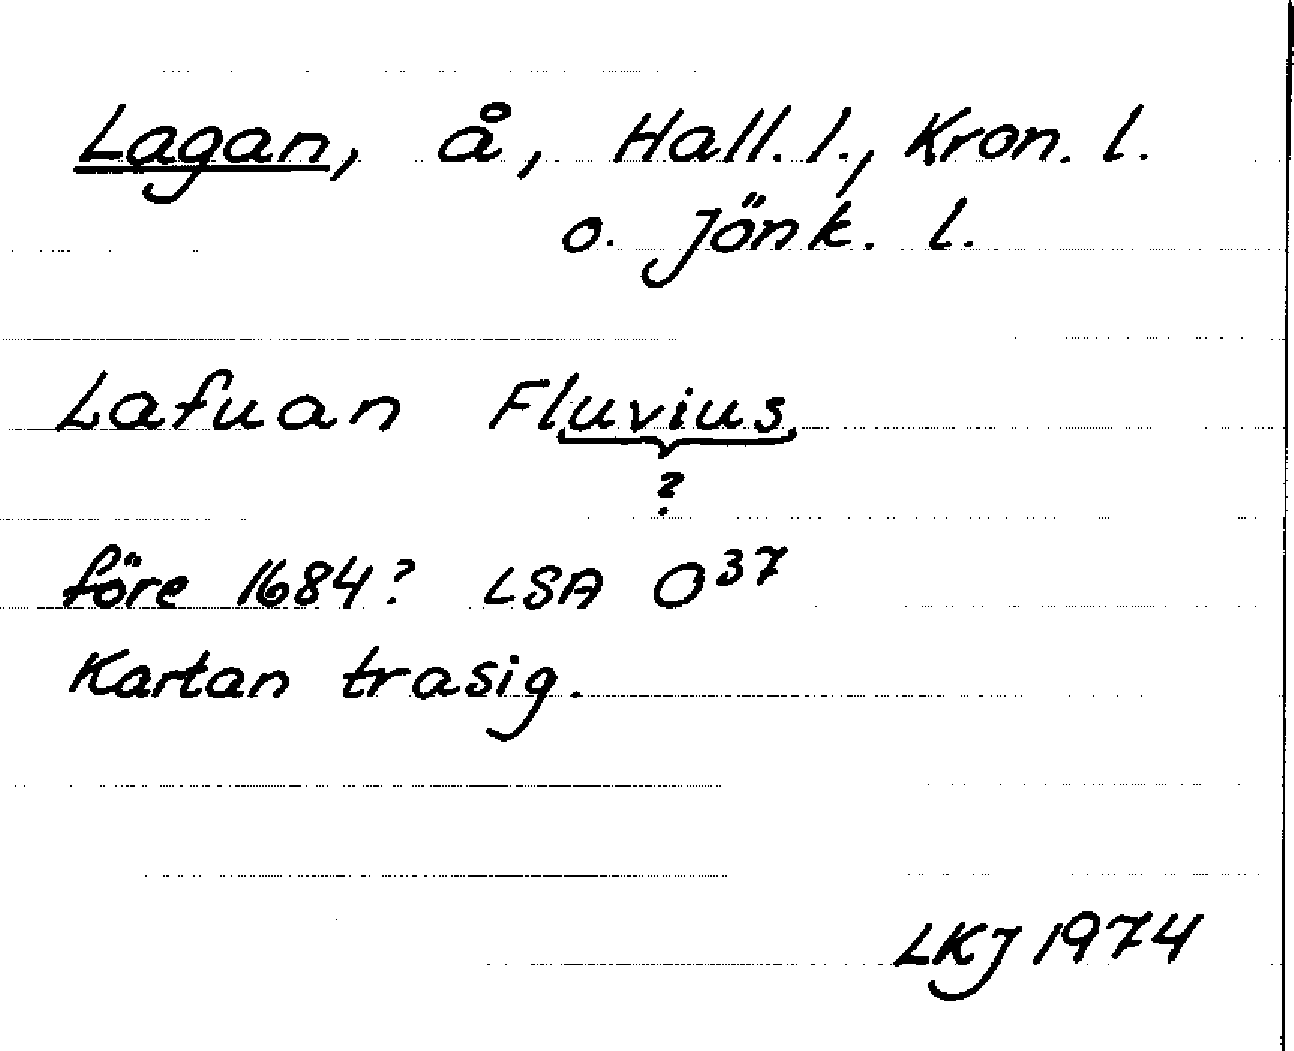 Lagan, å, Hall. l., Kron. l.
o. Jönk. l.
Lafuan Fluvius
?
före 1684? LSA O37
Kartan trasig.
LKJ 1974